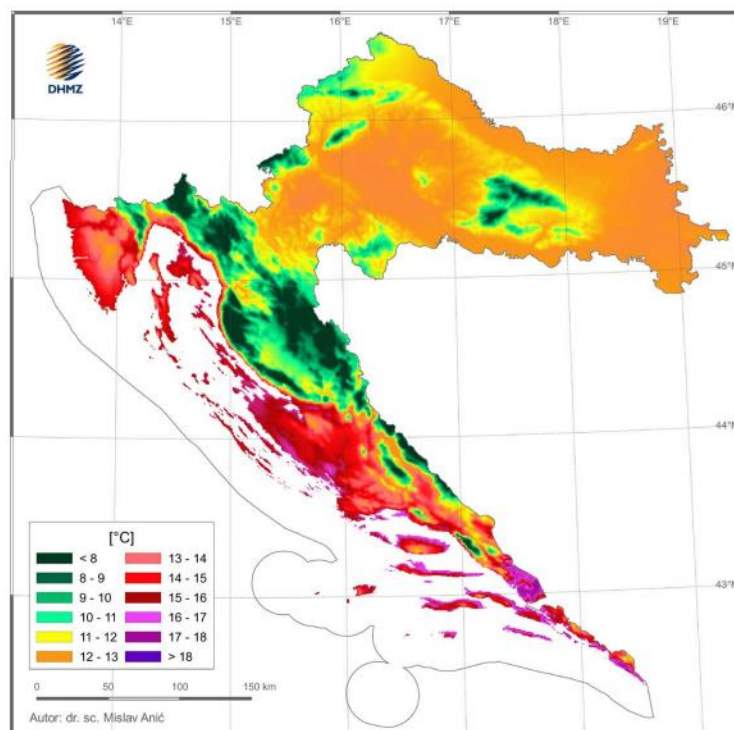 14°E 15°E 16°E 17°E 18°E 19°E
DHMZ
46°N
45°N
44°N
43°N
[°C]
< 8 13 - 14
8 - 9 14 - 15
9 - 10 15 - 16
10 - 11 16 - 17
11 - 12 17 - 18
12 - 13 > 18
0 50 100 150 km
Autor: dr. sc. Mislav Anić